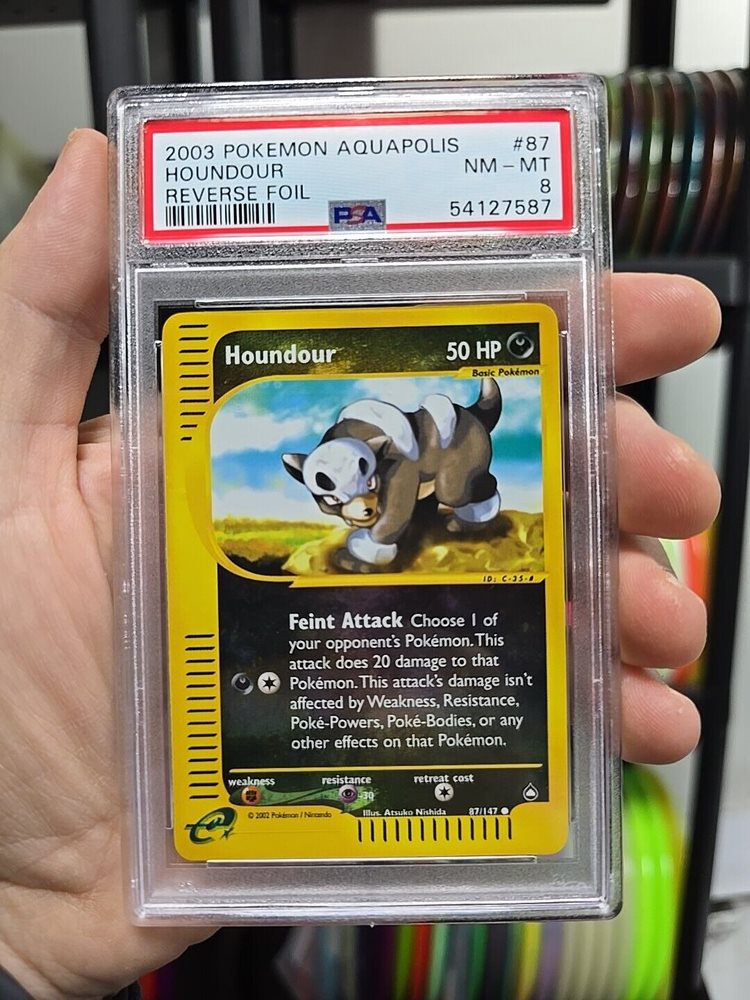 2003 POKEMON AQUAPOLIS #87
HOUNDOUR NM - MT
REVERSE FOIL 8
PSA 54127587
Houndour 50 HP
Basic Pokémon
ID: C-35-#
Feint Attack Choose 1 of
your opponent's Pokémon. This
attack does 20 damage to that
Pokémon. This attack's damage isn't
affected by Weakness, Resistance,
Poké-Powers, Poké-Bodies, or any
other effects on that Pokémon.
weakness resistance retreat cost
-30
Illus. Atsuko Nishida 87/147
e © 2002 Pokémon / Nintendo